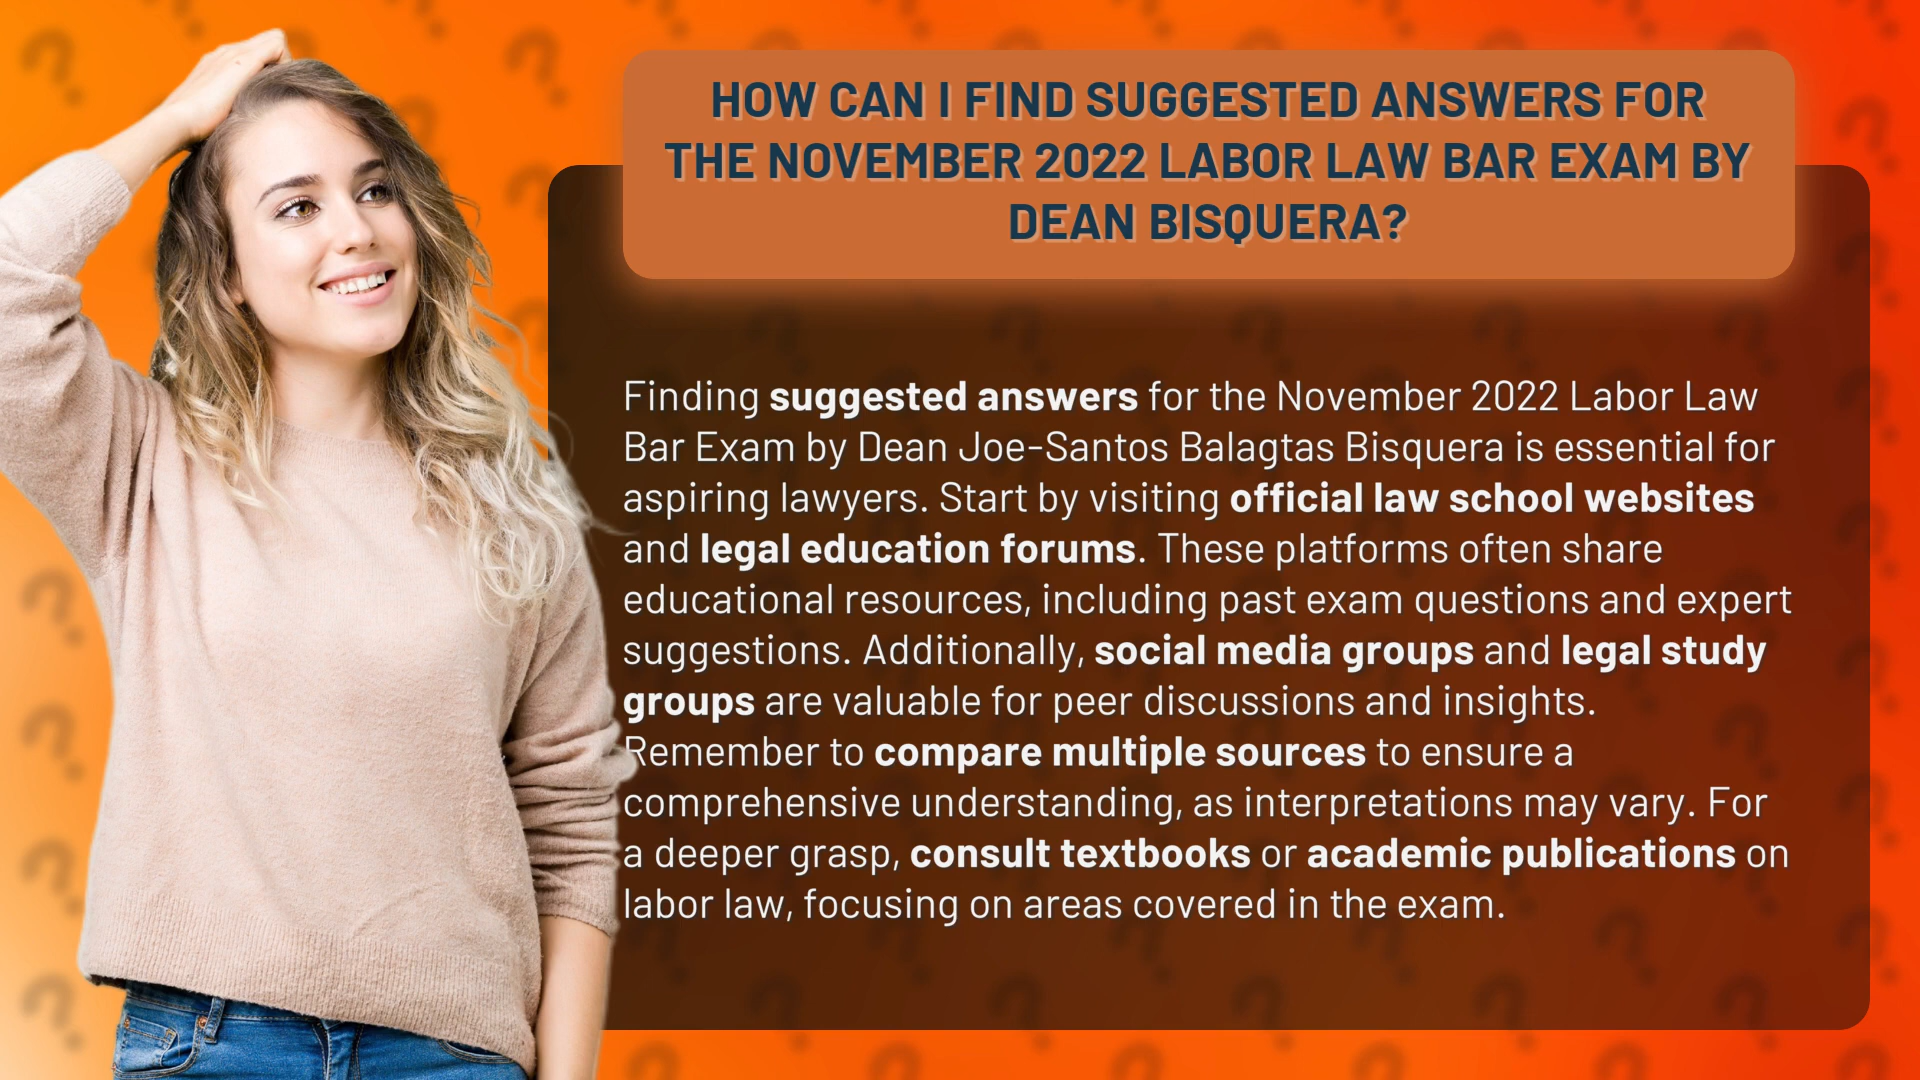 HOW CAN I FIND SUGGESTED ANSWERS FOR
THE NOVEMBER 2022 LABOR LAW BAR EXAM BY
DEAN BISQUERA?
Finding suggested answers for the November 2022 Labor Law
Bar Exam by Dean Joe-Santos Balagtas Bisquera is essential for
aspiring lawyers. Start by visiting official law school websites
and legal education forums. These platforms often share
educational resources, including past exam questions and expert
suggestions. Additionally, social media groups and legal study
groups are valuable for peer discussions and insights.
Remember to compare multiple sources to ensure a
comprehensive understanding, as interpretations may vary. For
a deeper grasp, consult textbooks or academic publications on
labor law, focusing on areas covered in the exam.